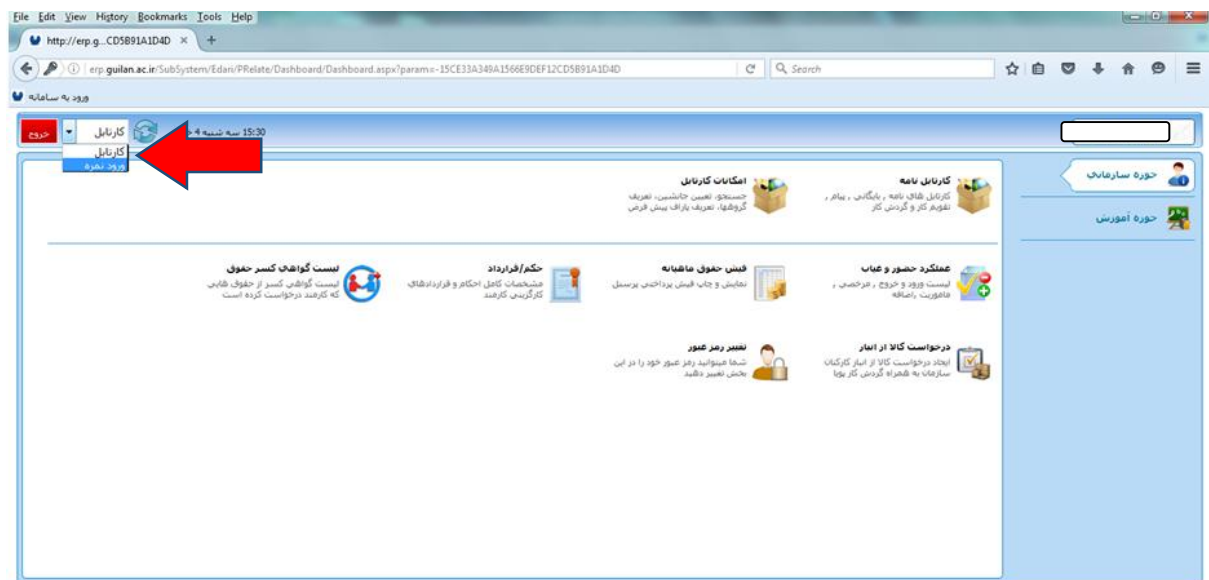 File Edit View History Bookmarks Tools Help
http://erp.g...CD5B91A1D4D × +
erp.guilan.ac.ir/SubSystem/Edari/PRelate/Dashboard/Dashboard.aspx?param=-15CE33A349A1566E9DEF12CD5B91A1D4D
Search
ورود به سامانه
15:30 سه شنبه 4
کارتابل
خروج
کارتابل
ورود نمره
حوزه سازمانی
حوزه آموزش
کارتابل نامه
کارتابل های نامه , بایگانی , پیام ,
تقویم کار و گردش کار
امکانات کارتابل
جستجو، تعیین جانشین، تعریف
گروهها، تعریف پاراف پیش فرض
عملکرد حضور و غیاب
لیست ورود و خروج , مرخصی ,
ماموریت ,اضافه
فیش حقوق ماهیانه
نمایش و چاپ فیش پرداختی پرسنل
حکم/قرارداد
مشخصات کامل احکام و قراردادهای
کارگزینی کارمند
لیست گواهی کسر حقوق
لیست گواهی کسر از حقوق هایی
که کارمند درخواست کرده است
درخواست کالا از انبار
ایجاد درخواست کالا از انبار کارکنان
سازمان به همراه گردش کار پویا
تغییر رمز عبور
شما میتوانید رمز عبور خود را در این
بخش تغییر دهید